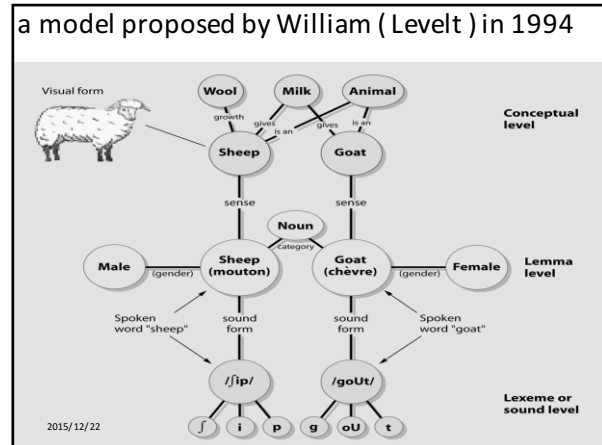 a model proposed by William ( Levelt ) in 1994
Visual form
Wool
Milk
Animal
Conceptual
level
growth
gives
is an
gives
is an
Sheep
Goat
sense
sense
Noun
category
Male
(gender)
Sheep
(mouton)
Goat
(chèvre)
(gender)
Female
Lemma
level
Spoken
word "sheep"
sound
form
sound
form
Spoken
word "goat"
/ʃip/
/goUt/
Lexeme or
sound level
ʃ
i
p
g
oU
t
2015/12/22